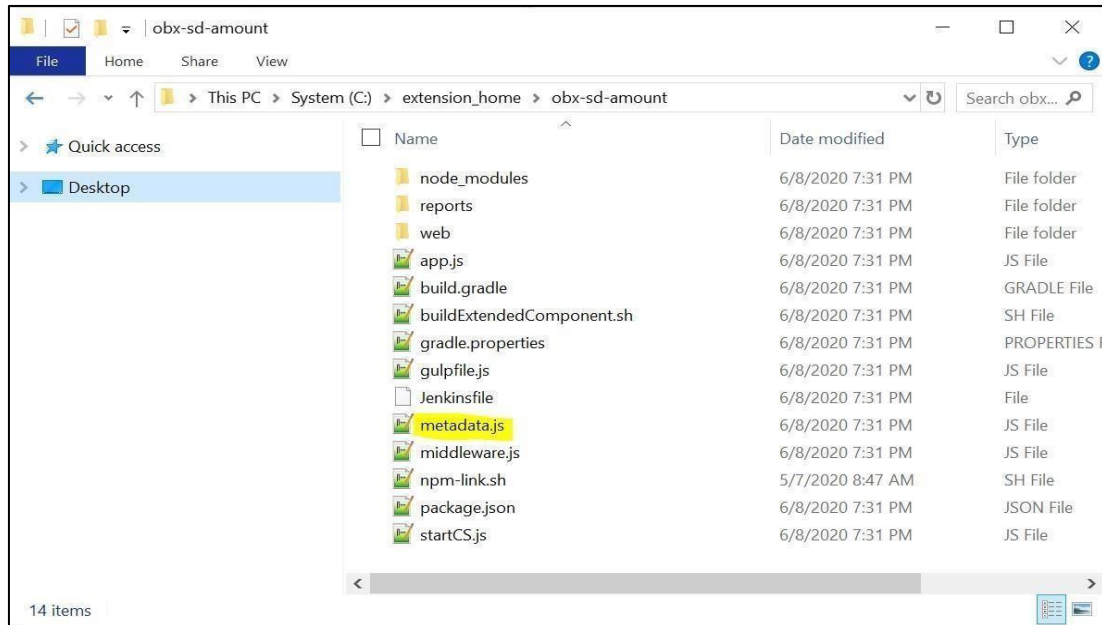 obx-sd-amount
File Home Share View
This PC > System (C:) > extension_home > obx-sd-amount Search obx...
Quick access
Desktop
Name Date modified Type
node_modules 6/8/2020 7:31 PM File folder
reports 6/8/2020 7:31 PM File folder
web 6/8/2020 7:31 PM File folder
app.js 6/8/2020 7:31 PM JS File
build.gradle 6/8/2020 7:31 PM GRADLE File
buildExtendedComponent.sh 6/8/2020 7:31 PM SH File
gradle.properties 6/8/2020 7:31 PM PROPERTIES
gulpfile.js 6/8/2020 7:31 PM JS File
Jenkinsfile 6/8/2020 7:31 PM File
metadata.js 6/8/2020 7:31 PM JS File
middleware.js 6/8/2020 7:31 PM JS File
npm-link.sh 5/7/2020 8:47 AM SH File
package.json 6/8/2020 7:31 PM JSON File
startCS.js 6/8/2020 7:31 PM JS File
14 items